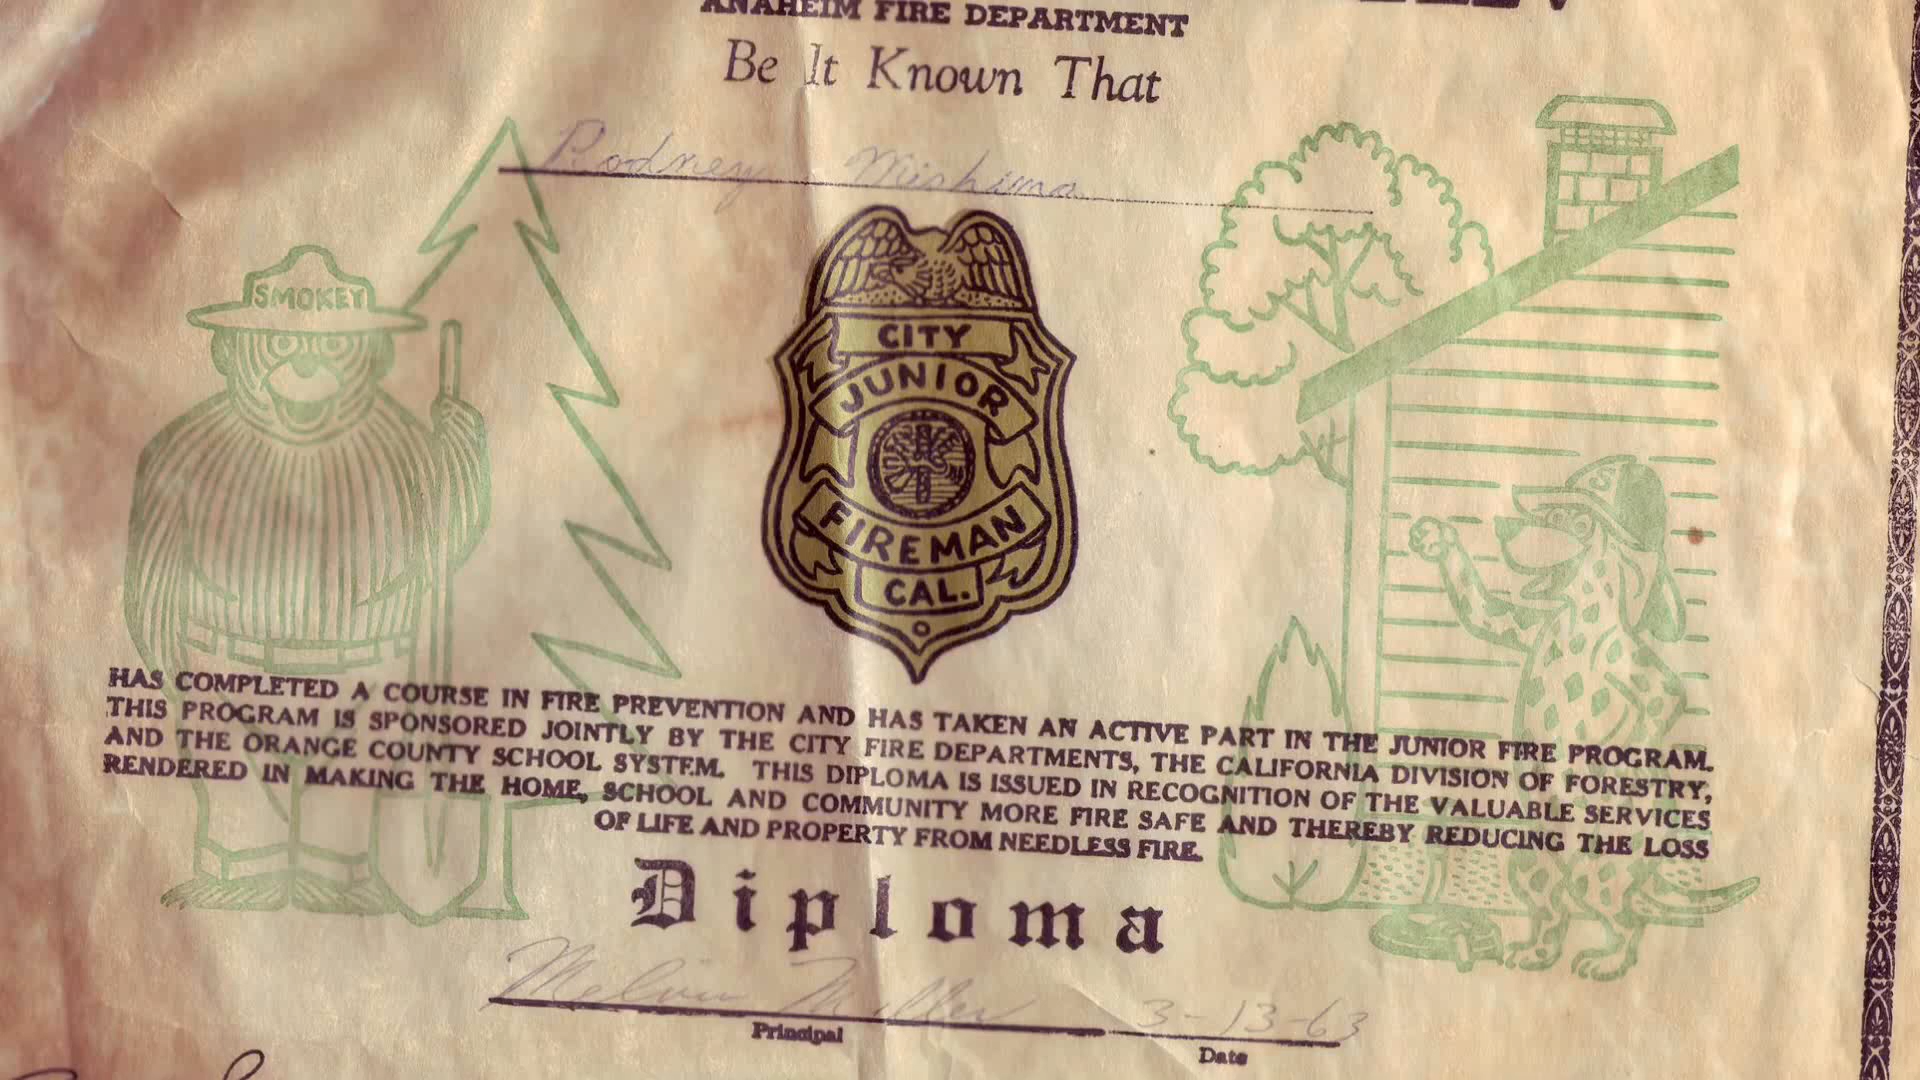 ANAHEIM FIRE DEPARTMENT
Be It Known That
Rodney Mishima
SMOKEY
CITY
JUNIOR
FIREMAN
CAL.
HAS COMPLETED A COURSE IN FIRE PREVENTION AND HAS TAKEN AN ACTIVE PART IN THE JUNIOR FIRE PROGRAM.
THIS PROGRAM IS SPONSORED JOINTLY BY THE CITY FIRE DEPARTMENTS, THE CALIFORNIA DIVISION OF FORESTRY,
AND THE ORANGE COUNTY SCHOOL SYSTEM. THIS DIPLOMA IS ISSUED IN RECOGNITION OF THE VALUABLE SERVICES
RENDERED IN MAKING THE HOME, SCHOOL AND COMMUNITY MORE FIRE SAFE AND THEREBY REDUCING THE LOSS
OF LIFE AND PROPERTY FROM NEEDLESS FIRE.
Diploma
Melvin Miller 3-13-63
Principal
Date